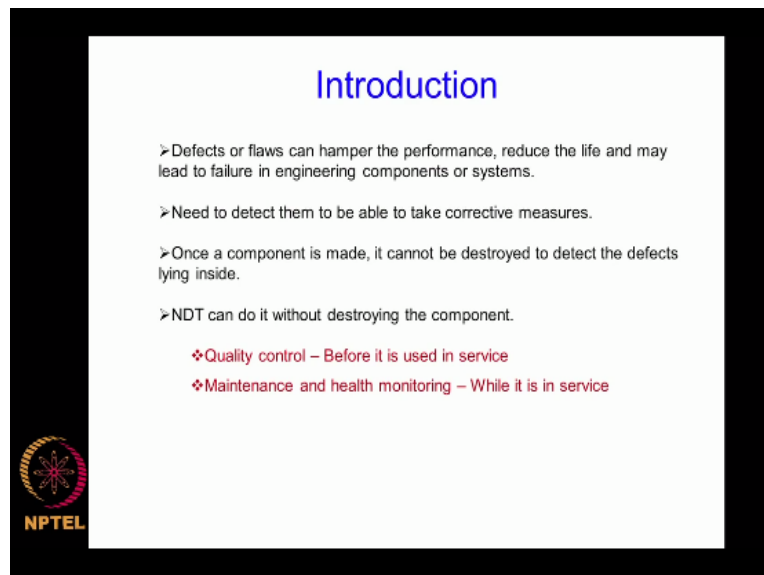 Introduction
➢Defects or flaws can hamper the performance, reduce the life and may
lead to failure in engineering components or systems.
➢Need to detect them to be able to take corrective measures.
➢Once a component is made, it cannot be destroyed to detect the defects
lying inside.
➢NDT can do it without destroying the component.
❖Quality control – Before it is used in service
❖Maintenance and health monitoring – While it is in service
NPTEL